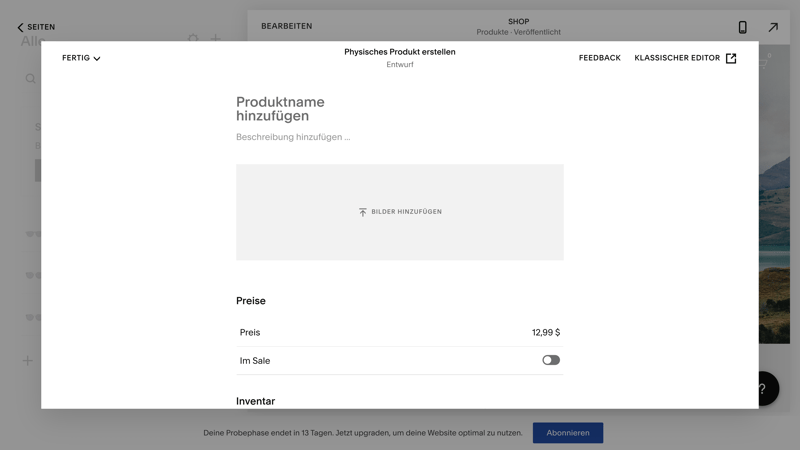 SEITEN
Alle
BEARBEITEN
SHOP
Produkte · Veröffentlicht
FERTIG
Physisches Produkt erstellen
Entwurf
FEEDBACK
KLASSISCHER EDITOR
Produktname
hinzufügen
Beschreibung hinzufügen ...
BILDER HINZUFÜGEN
Preise
Preis
12,99 $
Im Sale
Inventar
?
Deine Probephase endet in 13 Tagen. Jetzt upgraden, um deine Website optimal zu nutzen.
Abonnieren